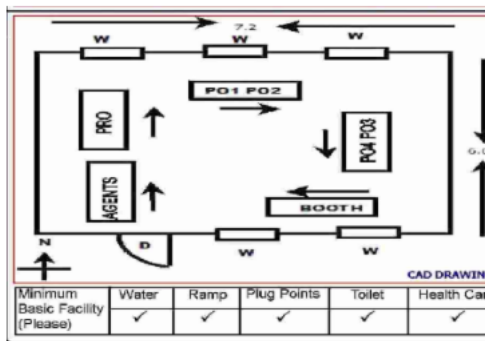 7.2
W W W
PO1 PO2
PRO
PO4 PO3
AGENTS
BOOTH
N
D
W W
CAD DRAWIN
Minimum Basic Facility (Please) Water Ramp Plug Points Toilet Health Car
✓ ✓ ✓ ✓ ✓